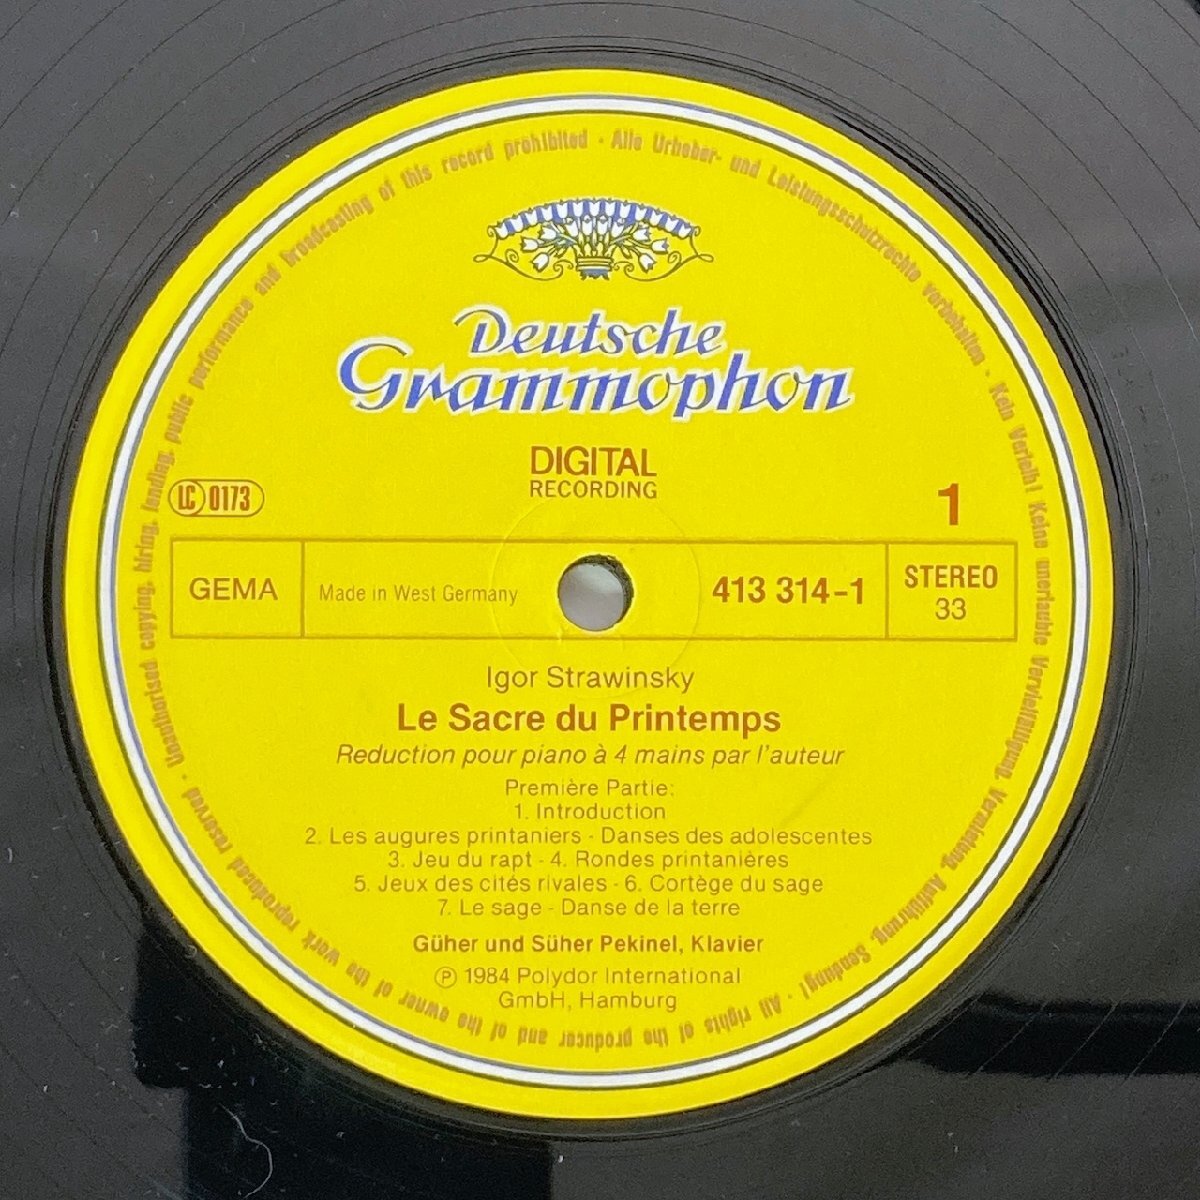 Deutsche
Grammophon
DIGITAL
RECORDING
LC 0173
1
GEMA
Made in West Germany
413 314-1
STEREO
33
Igor Strawinsky
Le Sacre du Printemps
Reduction pour piano à 4 mains par l'auteur
Première Partie:
1. Introduction
2. Les augures printaniers - Danses des adolescentes
3. Jeu du rapt - 4. Rondes printanières
5. Jeux des cités rivales - 6. Cortège du sage
7. Le sage - Danse de la terre
Güher und Süher Pekinel, Klavier
℗ 1984 Polydor International
GmbH, Hamburg
Alle Urheber- und Leistungsschutzrechte vorbehalten · Kein Verleih! Keine unerlaubte Vervielfältigung, Vermietung, Aufführung, Sendung! · All rights of the producer and of the owner of the work reproduced reserved · Unauthorised copying, hiring, lending, public performance and broadcasting of this record prohibited ·